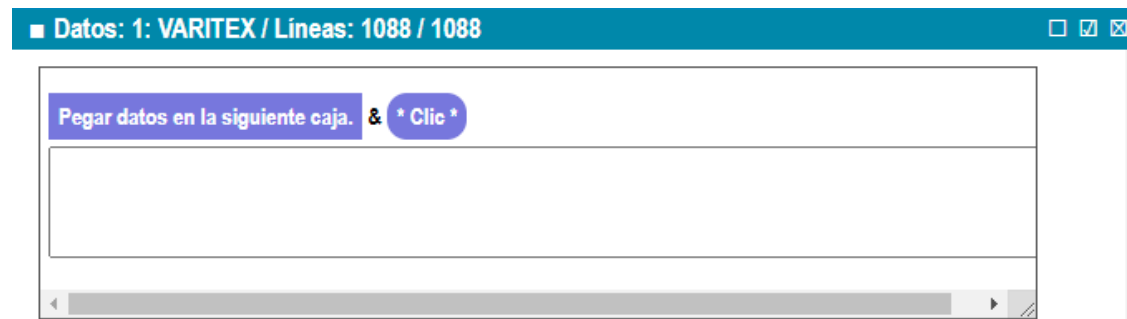 Datos: 1: VARITEX / Líneas: 1088 / 1088
Pegar datos en la siguiente caja. & * Clic *